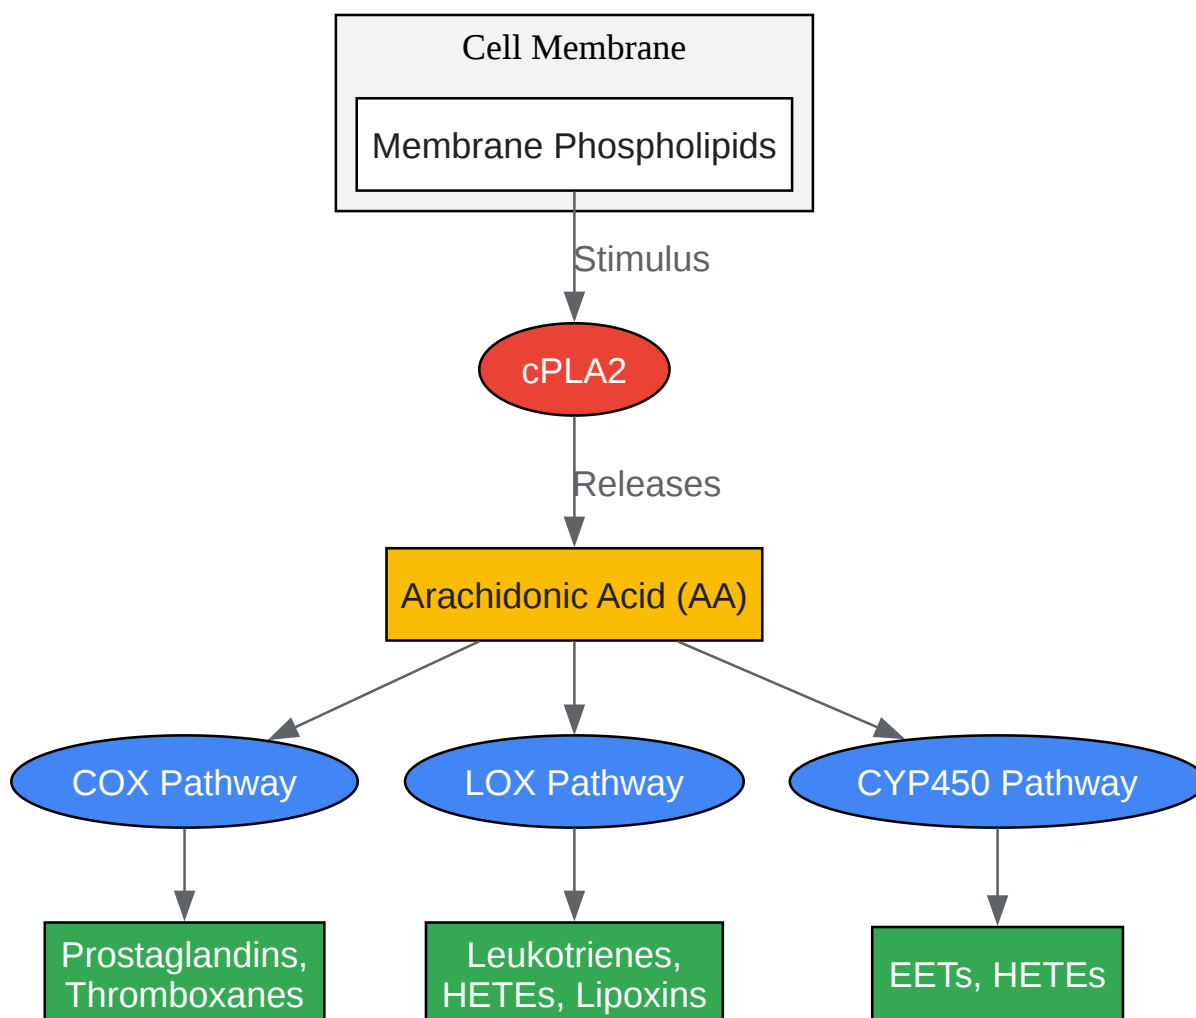 Cell Membrane
Membrane Phospholipids
Stimulus
cPLA2
Releases
Arachidonic Acid (AA)
COX Pathway
LOX Pathway
CYP450 Pathway
Prostaglandins,
Thromboxanes
Leukotrienes,
HETEs, Lipoxins
EETs, HETEs